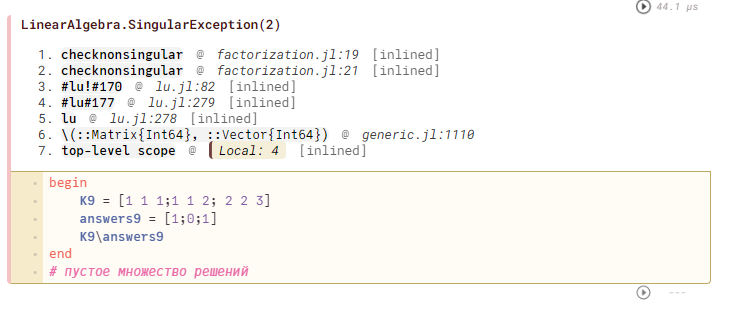 44.1 μs
LinearAlgebra.SingularException(2)
1. checknonsingular @ factorization.jl:19 [inlined]
2. checknonsingular @ factorization.jl:21 [inlined]
3. #lu!#170 @ lu.jl:82 [inlined]
4. #lu#177 @ lu.jl:279 [inlined]
5. lu @ lu.jl:278 [inlined]
6. \(::Matrix{Int64}, ::Vector{Int64}) @ generic.jl:1110
7. top-level scope @ Local: 4 [inlined]
begin
K9 = [1 1 1;1 1 2; 2 2 3]
answers9 = [1;0;1]
K9\answers9
end
# пустое множество решений
---